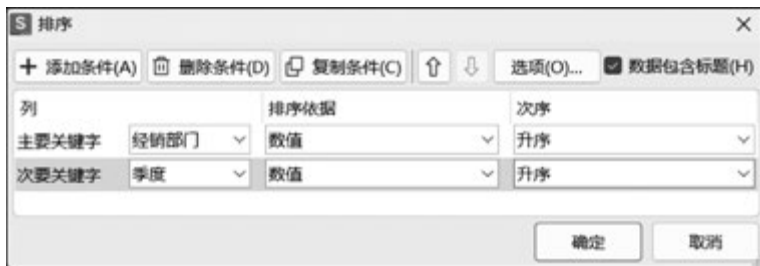 S 排序
添加条件(A) 删除条件(D) 复制条件(C) 选项(O)... 数据包含标题(H)
列 排序依据 次序
主要关键字 经销部门 数值 升序
次要关键字 季度 数值 升序
确定 取消